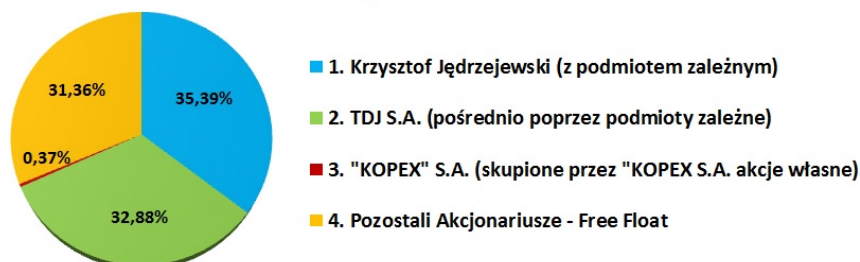 31,36%
35,39%
0,37%
32,88%
1. Krzysztof Jędrzejewski (z podmiotem zależnym)
2. TDJ S.A. (pośrednio poprzez podmioty zależne)
3. "KOPEX" S.A. (skupione przez "KOPEX S.A. akcje własne)
4. Pozostali Akcjonariusze - Free Float